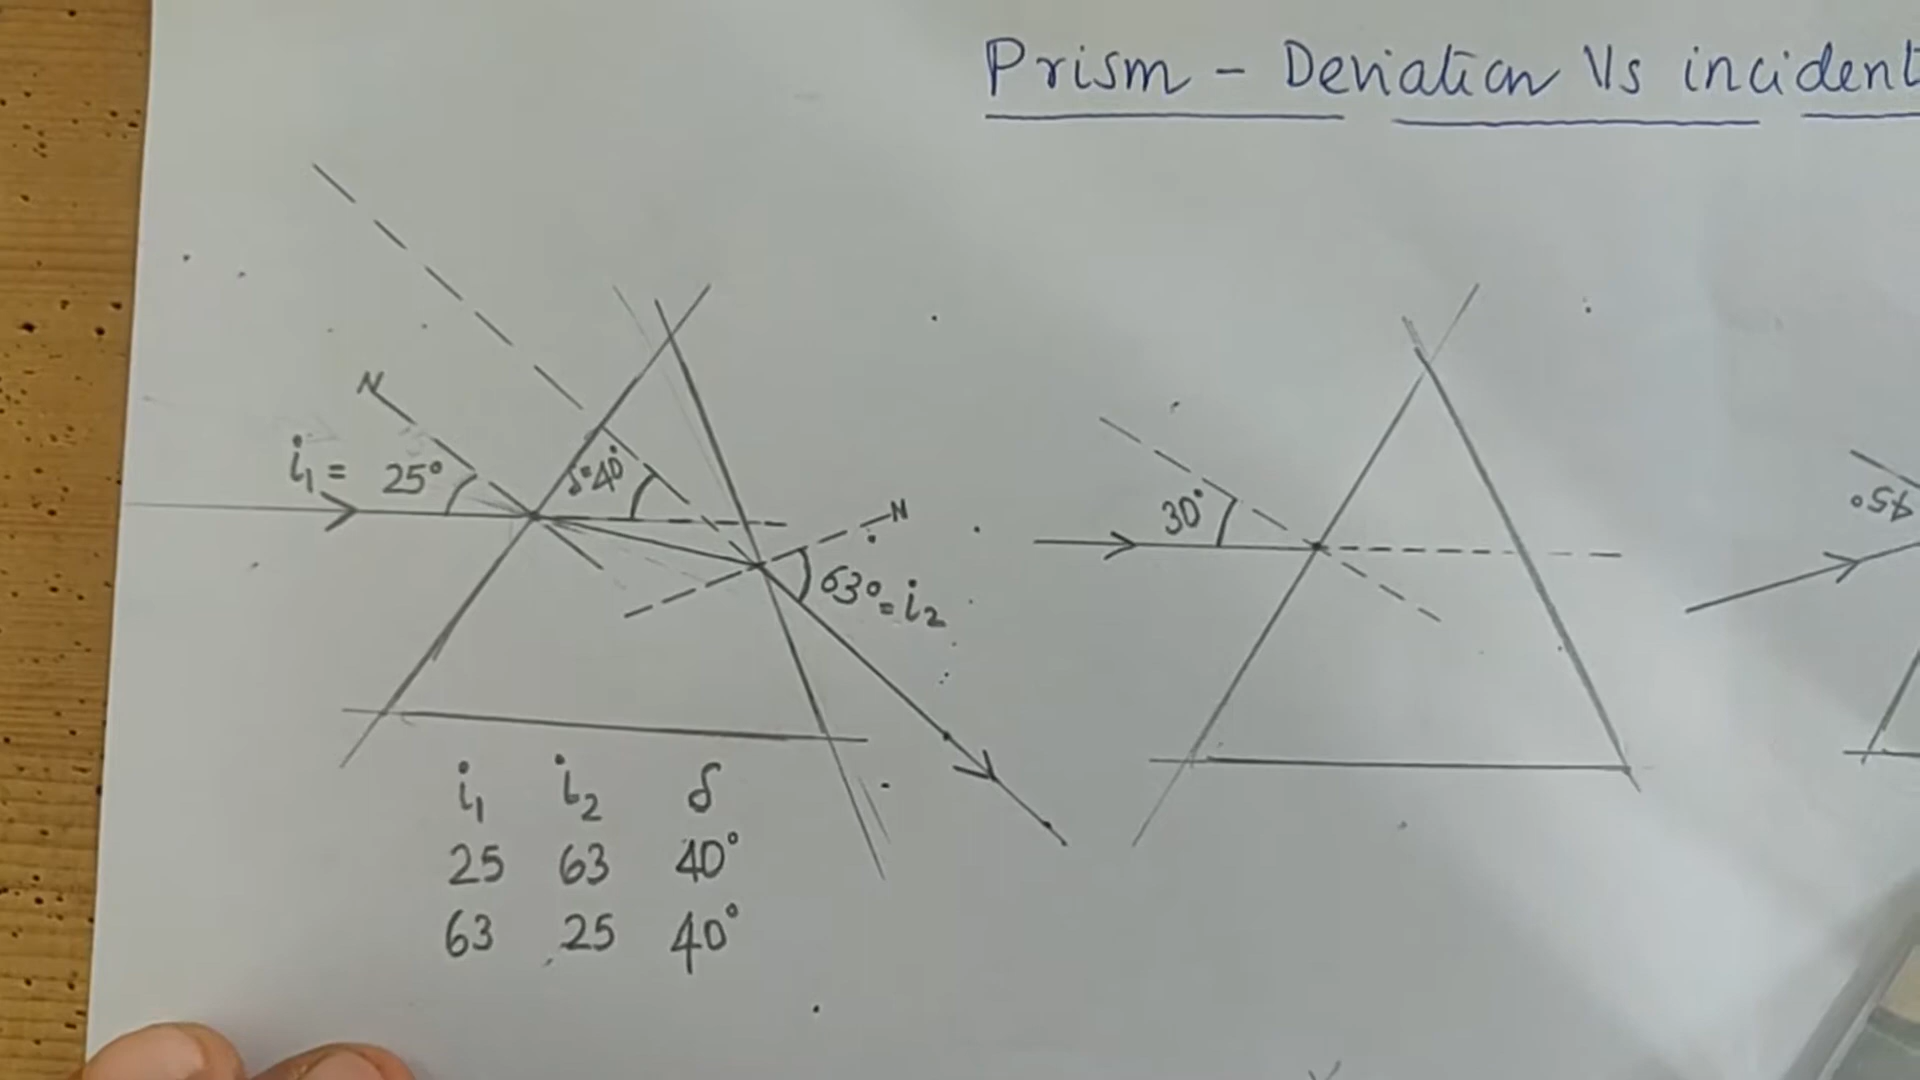 Prism - Deviation Vs incident
N
i₁ = 25°
δ=40°
N
63° = i₂
30°
45°
i₁ i₂ δ
25 63 40°
63 25 40°